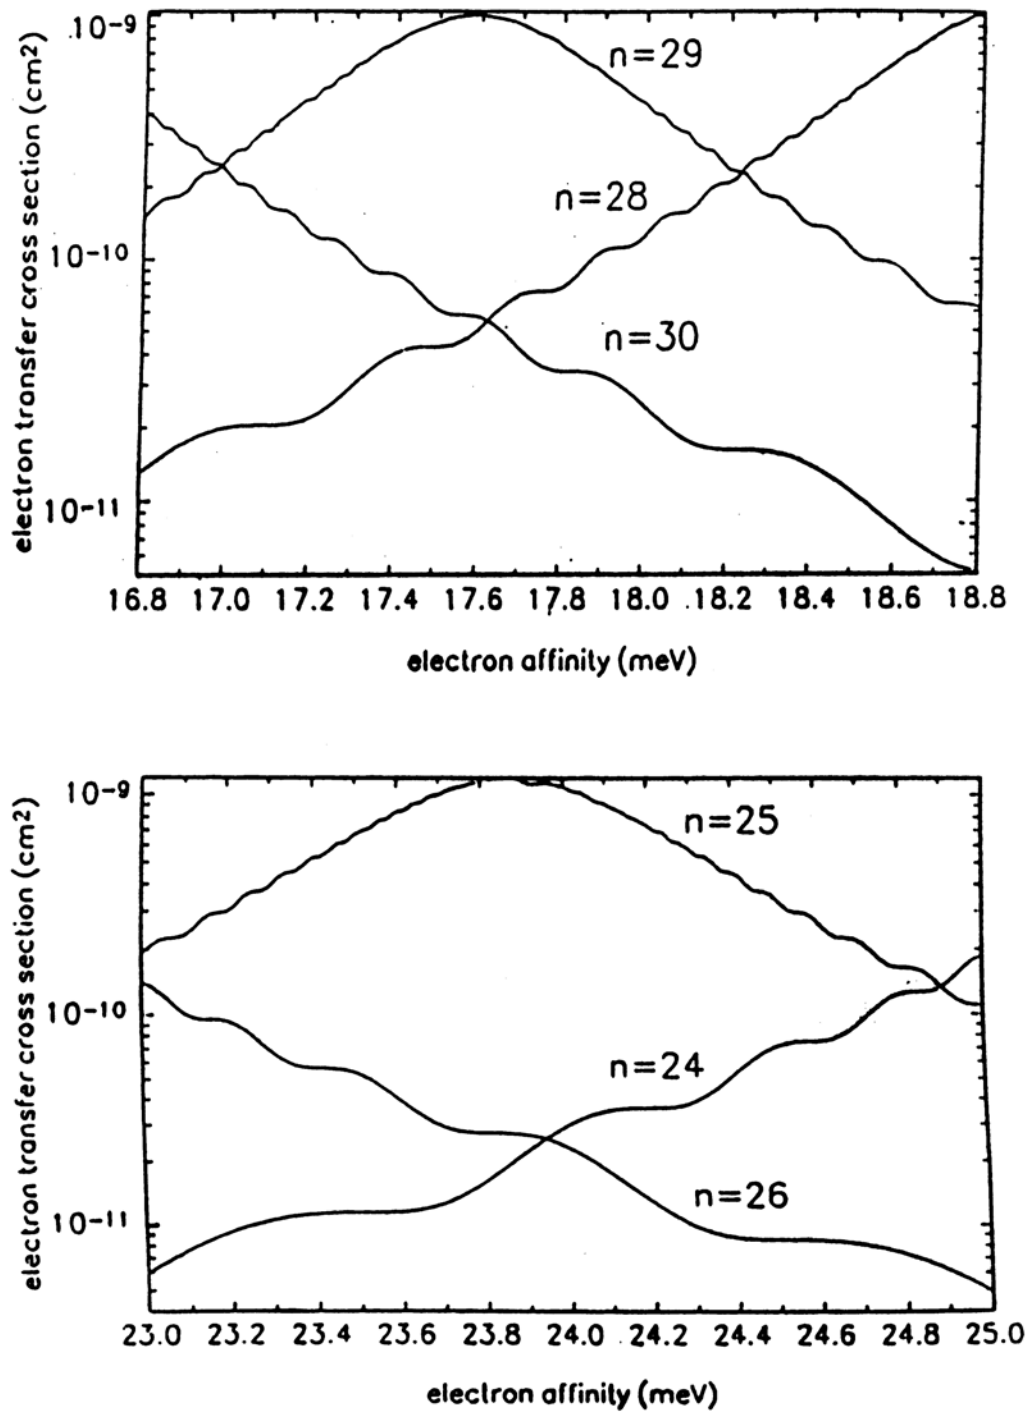 electron transfer cross section (cm²)
10⁻⁹
10⁻¹⁰
10⁻¹¹
n=29
n=28
n=30
16.8 17.0 17.2 17.4 17.6 17.8 18.0 18.2 18.4 18.6 18.8
electron affinity (meV)
electron transfer cross section (cm²)
10⁻⁹
10⁻¹⁰
10⁻¹¹
n=25
n=24
n=26
23.0 23.2 23.4 23.6 23.8 24.0 24.2 24.4 24.6 24.8 25.0
electron affinity (meV)